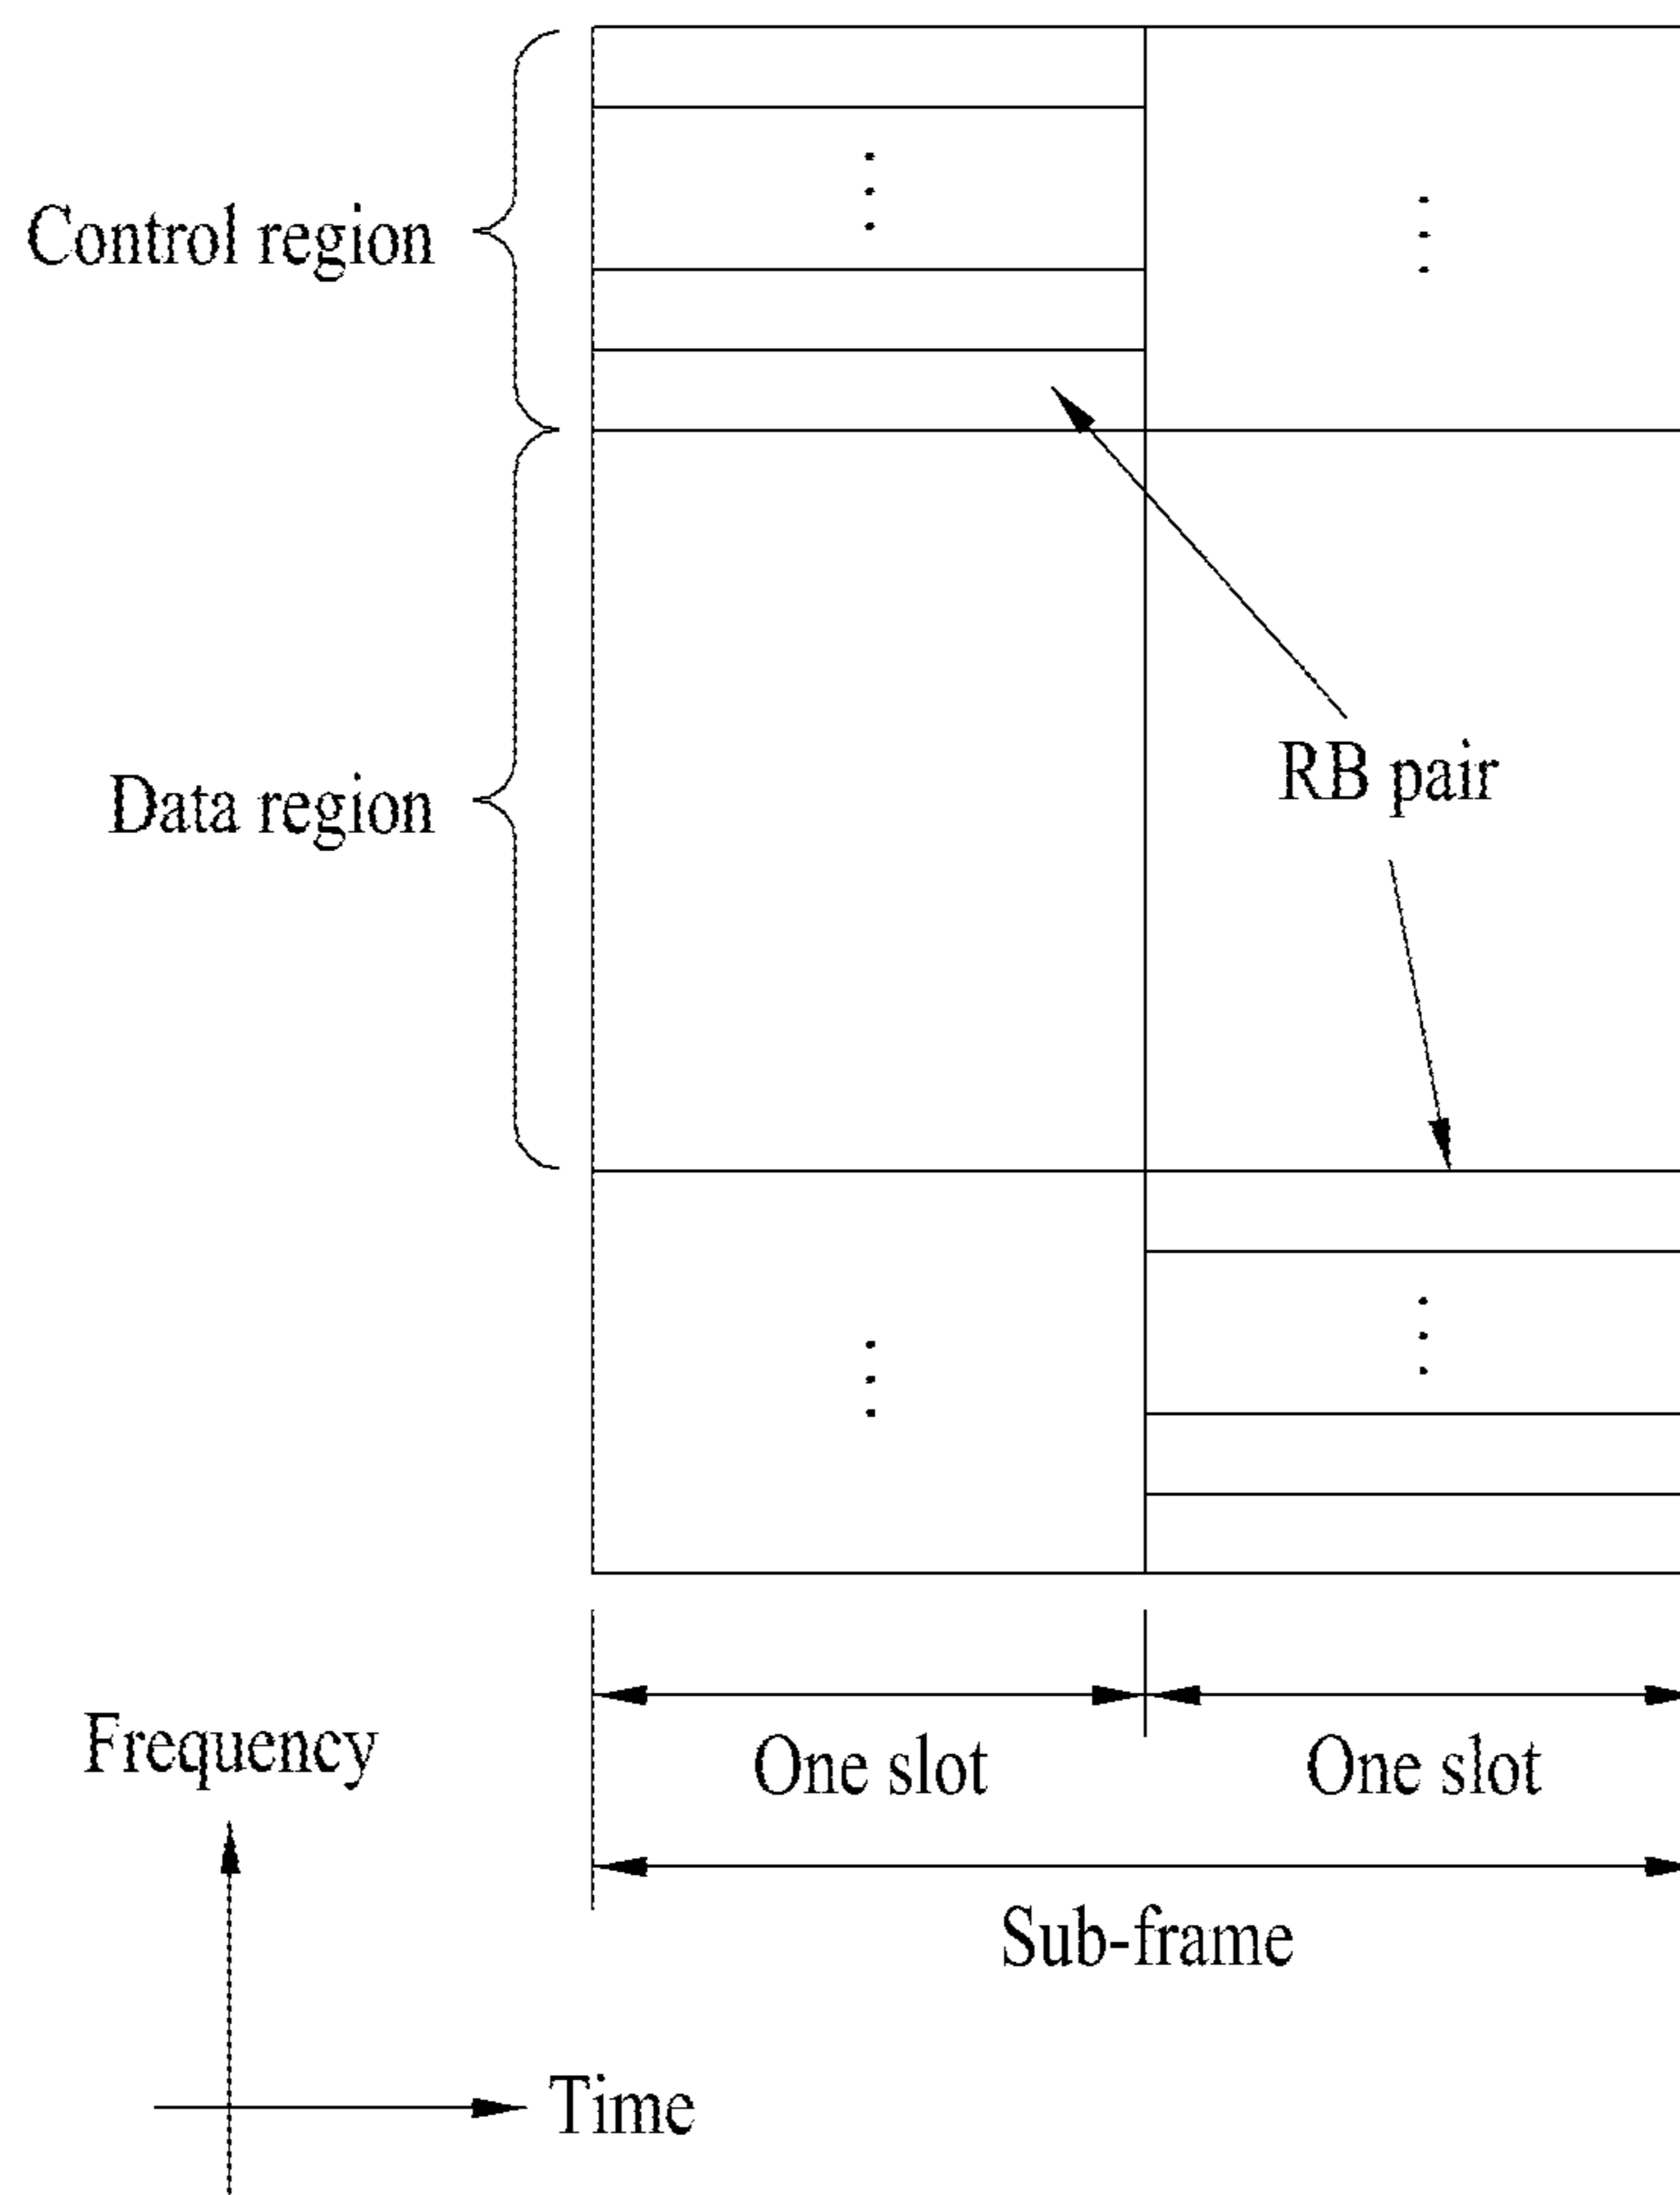 Control region
Data region
RB pair
One slot
One slot
Sub-frame
Frequency
Time